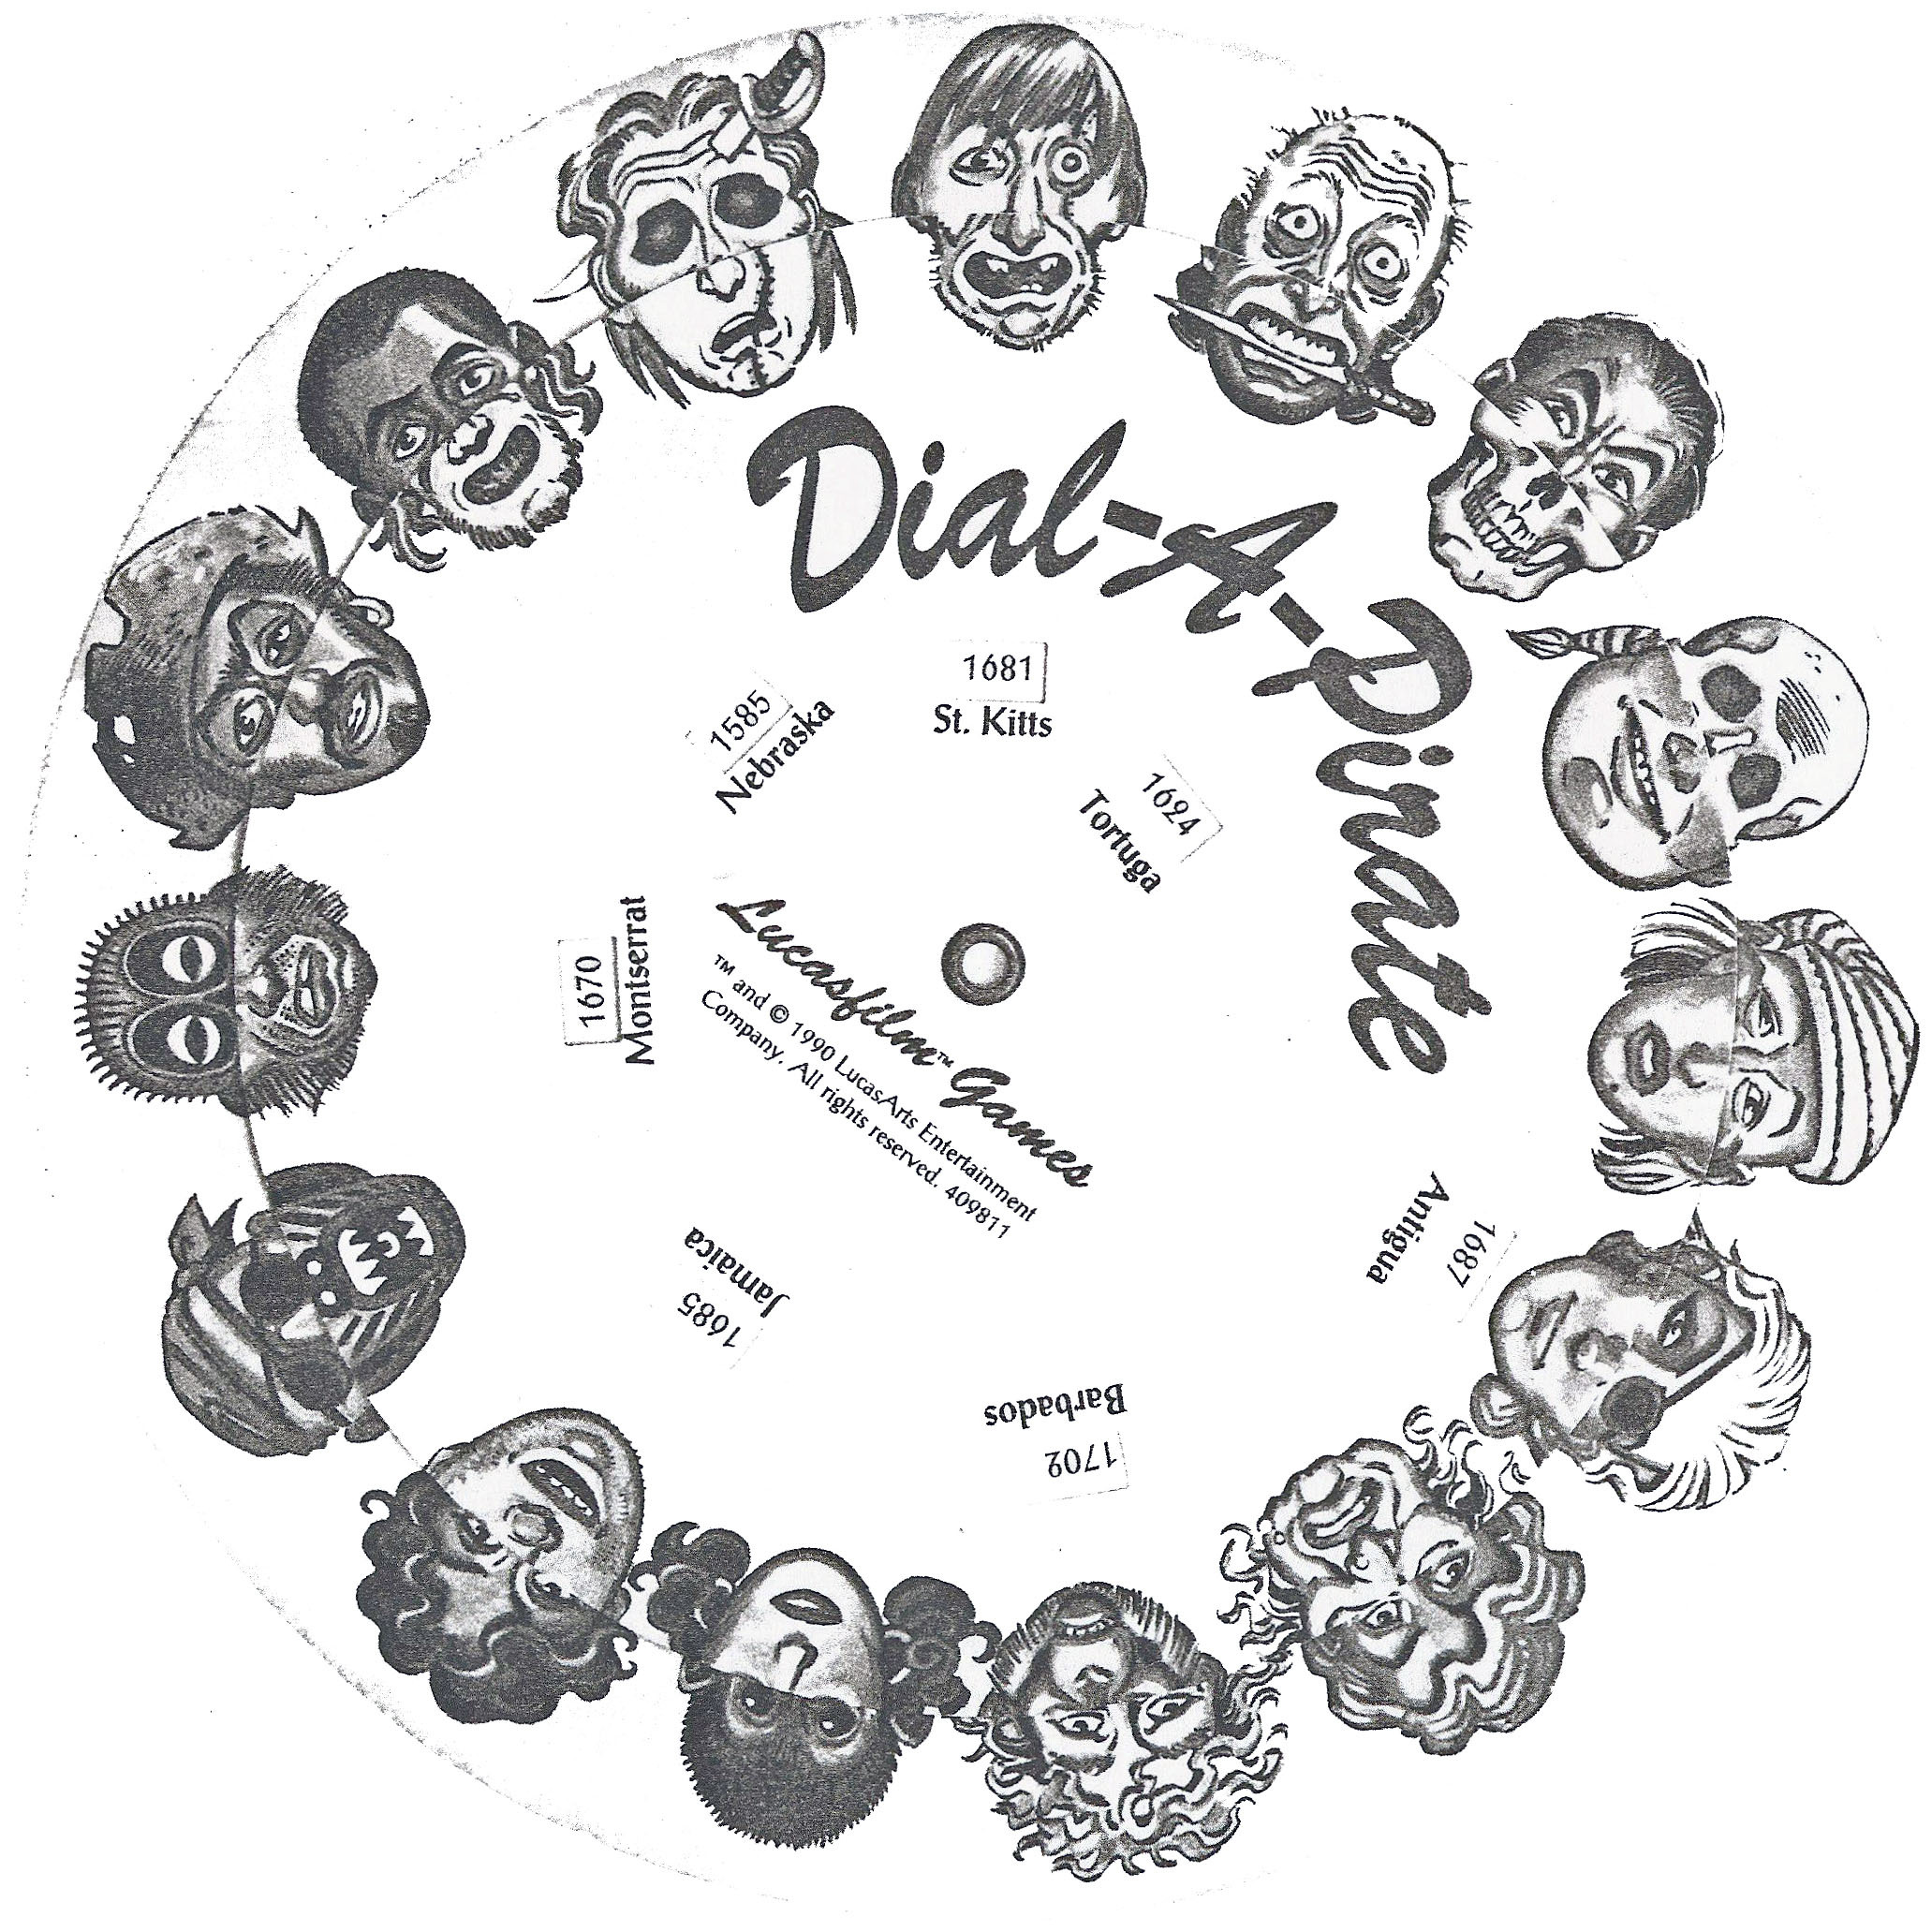 Dial-A-Pirate
1681
St. Kitts
1624
Tortuga
1687
Antigua
1702
Barbados
1685
Jamaica
1670
Montserrat
1585
Nebraska
Lucasfilm™ Games
™ and © 1990 LucasArts Entertainment
Company. All rights reserved. 409811